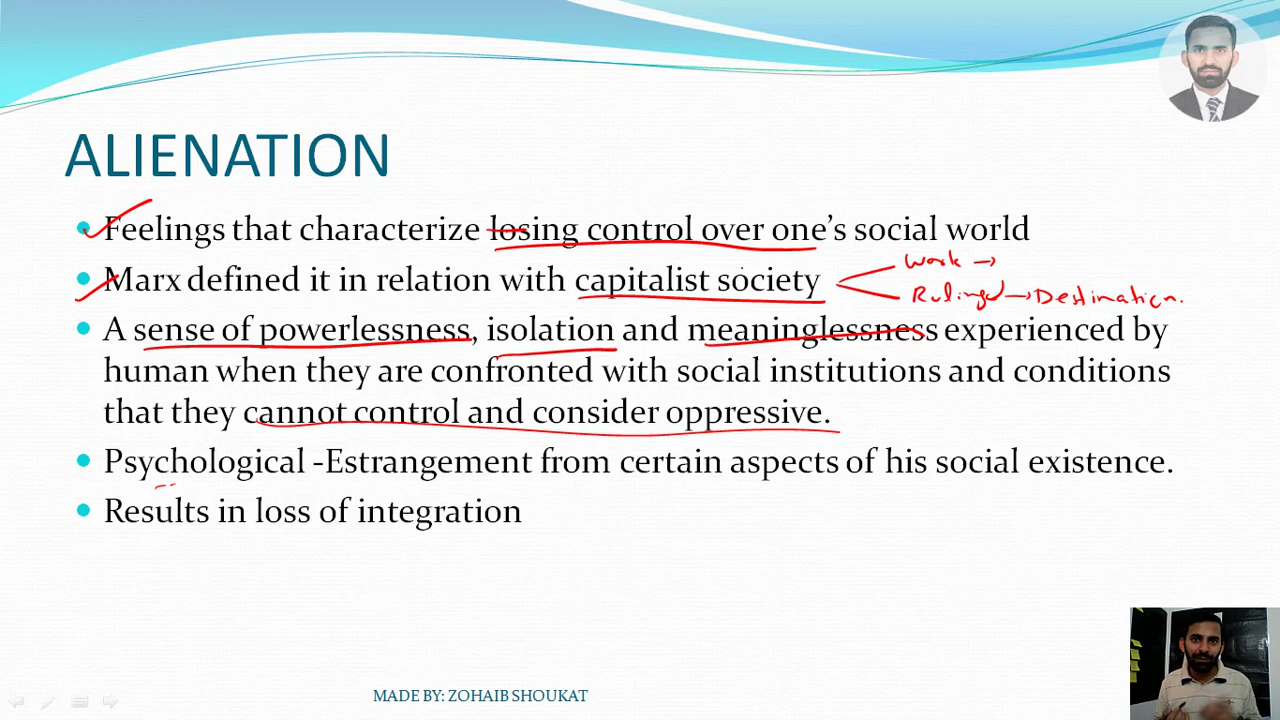 ALIENATION
Feelings that characterize losing control over one's social world
Marx defined it in relation with capitalist society
work →
→ Destination.
A sense of powerlessness, isolation and meaninglessness experienced by
human when they are confronted with social institutions and conditions
that they cannot control and consider oppressive.
Psychological -Estrangement from certain aspects of his social existence.
Results in loss of integration
MADE BY: ZOHAIB SHOUKAT